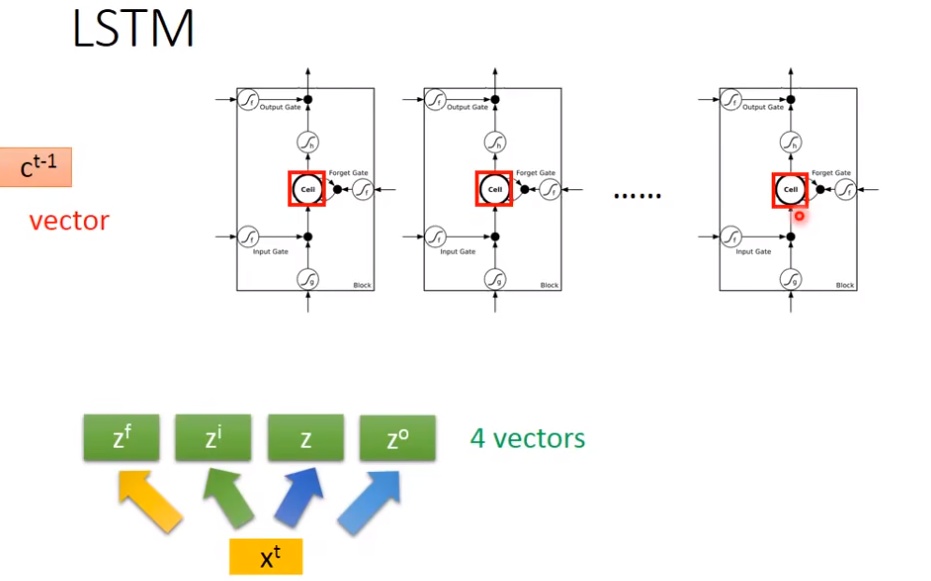 LSTM
Output Gate Output Gate Output Gate
f f f
h h h
c^t-1
Forget Gate Forget Gate Forget Gate
Cell f Cell f ...... Cell f
vector
f f f
Input Gate Input Gate Input Gate
g g g
Block Block Block
z^f z^i z z^o 4 vectors
x^t